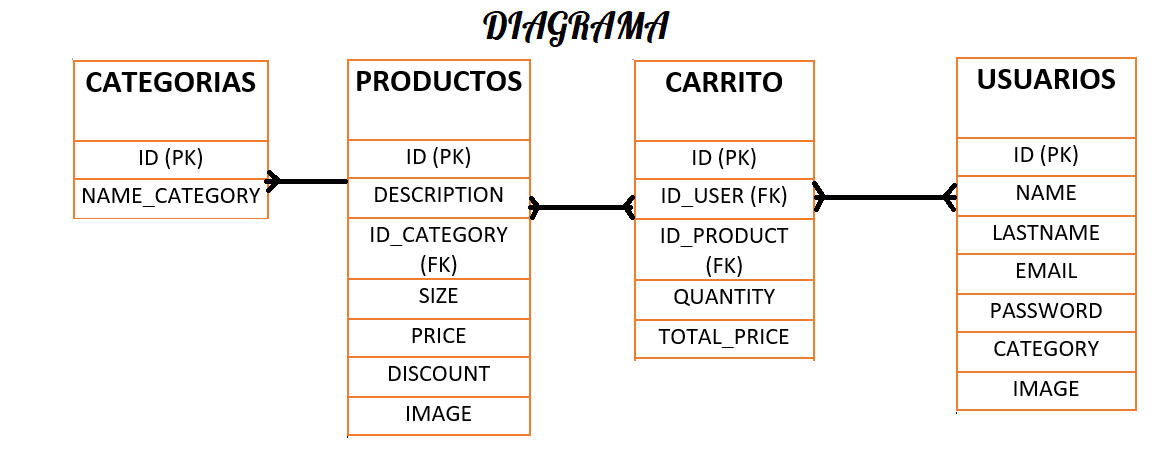 DIAGRAMA
CATEGORIAS
ID (PK)
NAME_CATEGORY
PRODUCTOS
ID (PK)
DESCRIPTION
ID_CATEGORY
(FK)
SIZE
PRICE
DISCOUNT
IMAGE
CARRITO
ID (PK)
ID_USER (FK)
ID_PRODUCT
(FK)
QUANTITY
TOTAL_PRICE
USUARIOS
ID (PK)
NAME
LASTNAME
EMAIL
PASSWORD
CATEGORY
IMAGE